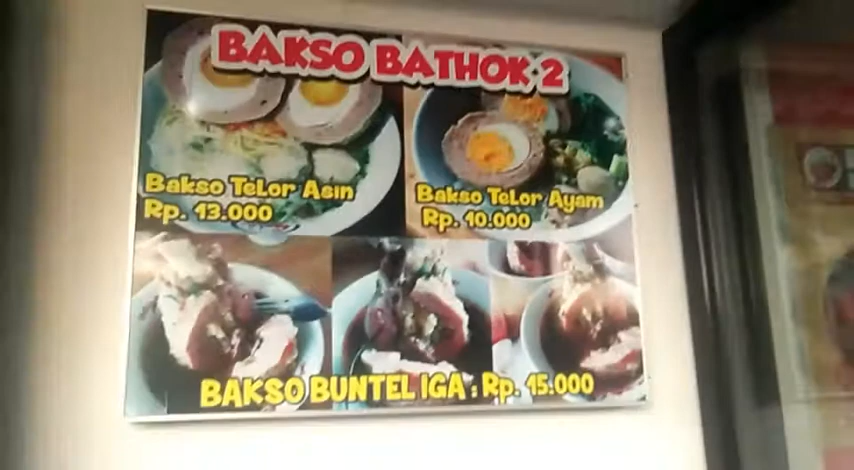 BAKSO BATHOK 2
Bakso Telor Asin
Rp. 13.000
Bakso Telor Ayam
Rp. 10.000
BAKSO BUNTEL IGA : Rp. 15.000